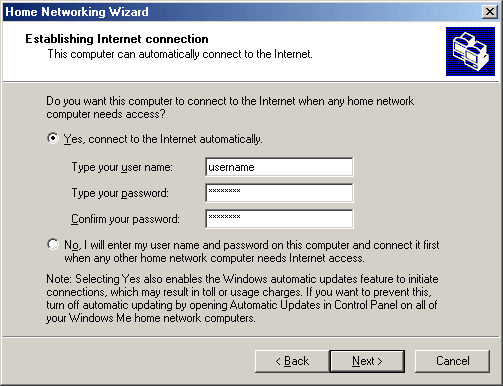 Home Networking Wizard
Establishing Internet connection
This computer can automatically connect to the Internet.
Do you want this computer to connect to the Internet when any home network
computer needs access?
Yes, connect to the Internet automatically.
Type your user name: username
Type your password: ********
Confirm your password: ********
No, I will enter my user name and password on this computer and connect it first
when any other home network computer needs Internet access.
Note: Selecting Yes also enables the Windows automatic updates feature to initiate
connections, which may result in toll or usage charges. If you want to prevent this,
turn off automatic updating by opening Automatic Updates in Control Panel on all of
your Windows Me home network computers.
< Back Next > Cancel